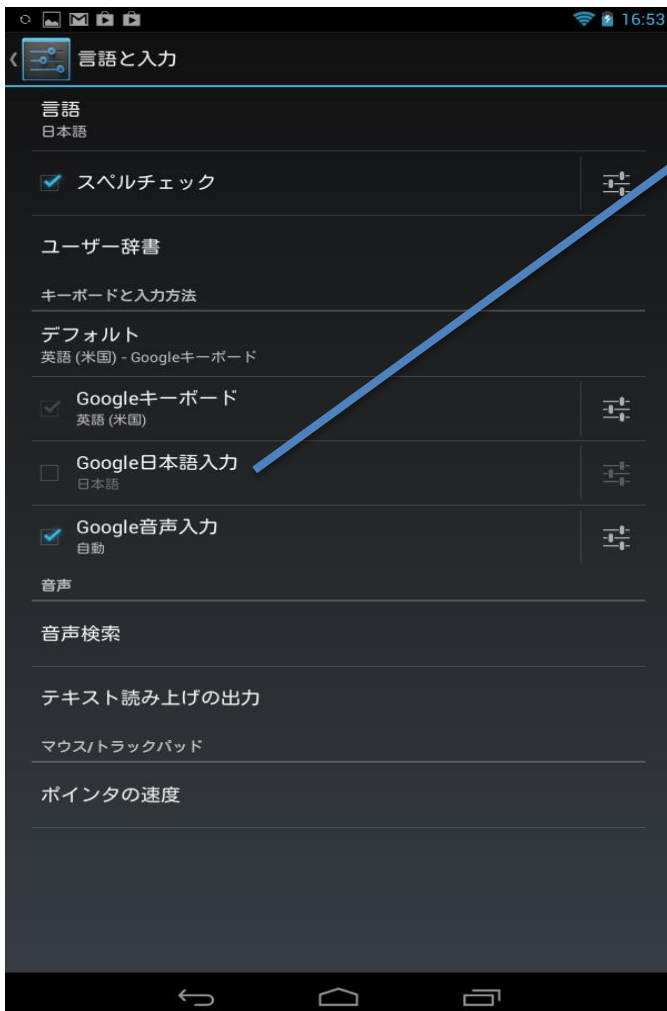 16:53
言語と入力
言語
日本語
スペルチェック
ユーザー辞書
キーボードと入力方法
デフォルト
英語 (米国) - Googleキーボード
Googleキーボード
英語 (米国)
Google日本語入力
日本語
Google音声入力
自動
音声
音声検索
テキスト読み上げの出力
マウス/トラックパッド
ポインタの速度